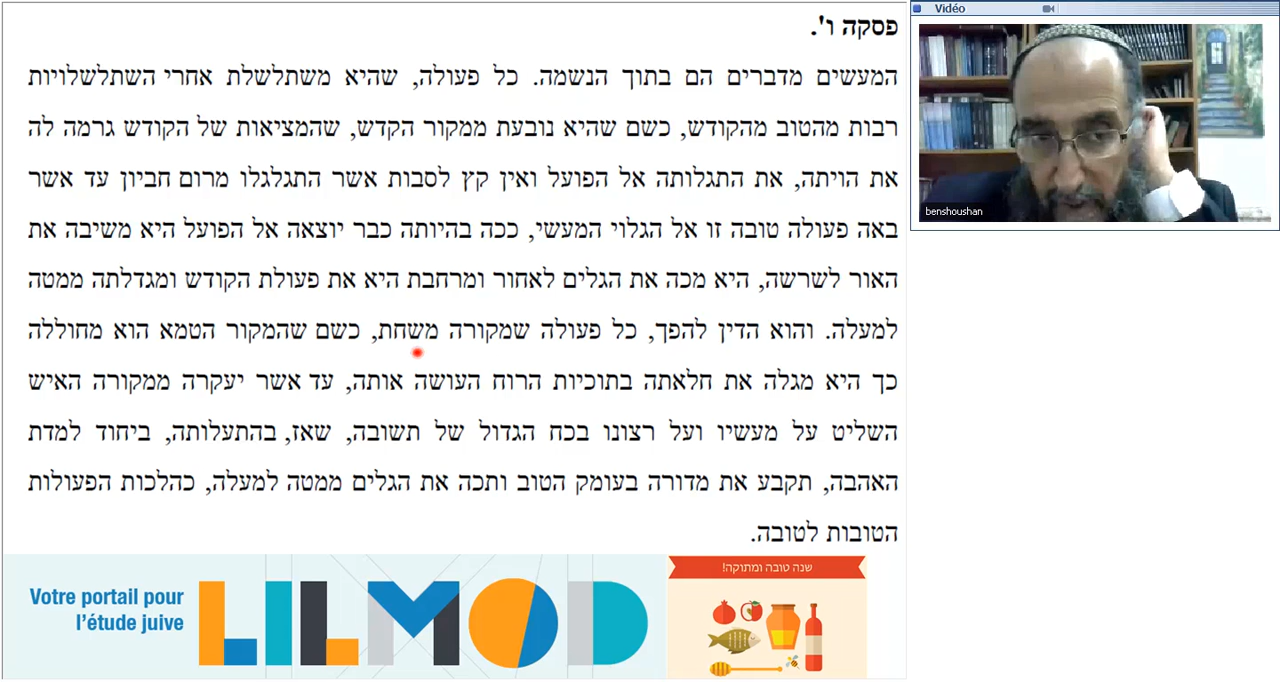 פסקה ו'.
המעשים מדברים הם בתוך הנשמה. כל פעולה, שהיא משתלשלת אחרי השתלשלויות
רבות מהטוב מהקודש, כשם שהיא נובעת ממקור הקדש, שהמציאות של הקודש גרמה לה
את הויתה, את התגלותה אל הפועל ואין קץ לסבות אשר התגלגלו מרום חביון עד אשר
באה פעולה טובה זו אל הגלוי המעשי, ככה בהיותה כבר יוצאה אל הפועל היא משיבה את
האור לשרשה, היא מכה את הגלים לאחור ומרחבת היא את פעולת הקודש ומגדלתה ממטה
למעלה. והוא הדין להפך, כל פעולה שמקורה משחת, כשם שהמקור הטמא הוא מחוללה
כך היא מגלה את חלאתה בתוכיות הרוח העושה אותה, עד אשר יעקרה ממקורה האיש
השליט על מעשיו ועל רצונו בכח הגדול של תשובה, שאז, בהתעלותה, ביחוד למדת
האהבה, תקבע את מדורה בעומק הטוב ותכה את הגלים ממטה למעלה, כהלכות הפעולות
הטובות לטובה.
Vidéo
benshoushan
Votre portail pour
l'étude juive
LILMOD
שנה טובה ומתוקה!